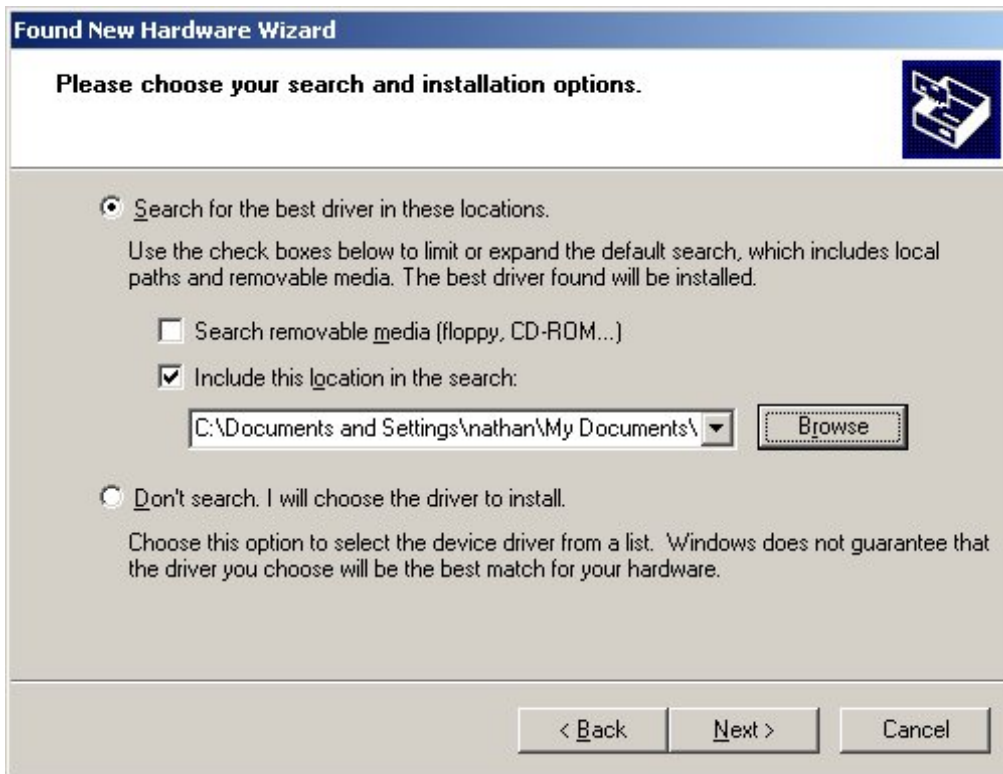 Found New Hardware Wizard
Please choose your search and installation options.
Search for the best driver in these locations.
Use the check boxes below to limit or expand the default search, which includes local
paths and removable media. The best driver found will be installed.
Search removable media (floppy, CD-ROM...)
Include this location in the search:
C:\Documents and Settings\nathan\My Documents\
Browse
Don't search. I will choose the driver to install.
Choose this option to select the device driver from a list. Windows does not guarantee that
the driver you choose will be the best match for your hardware.
< Back
Next >
Cancel